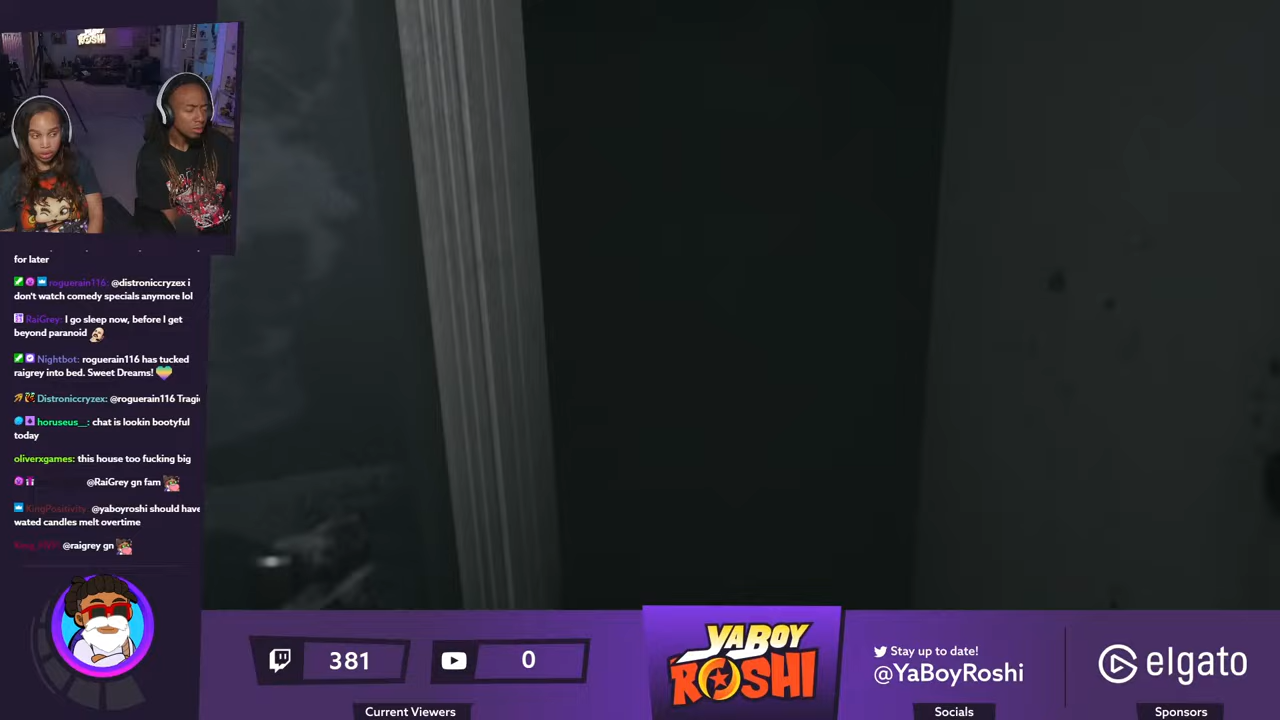 YABOY
ROSHI
for later
roguerain116: @distroniccryzex i
don't watch comedy specials anymore lol
RaiGrey: I go sleep now, before I get
beyond paranoid
Nightbot: roguerain116 has tucked
raigrey into bed. Sweet Dreams!
Distroniccryzex: @roguerain116 Tragi
horuseus__: chat is lookin bootyful
today
oliverxgames: this house too fucking big
@RaiGrey gn fam
KingPositivity: @yaboyroshi should have
wated candles melt overtime
@raigrey gn
381
0
Current Viewers
YABOY
ROSHI
Stay up to date!
@YaBoyRoshi
Socials
elgato
Sponsors